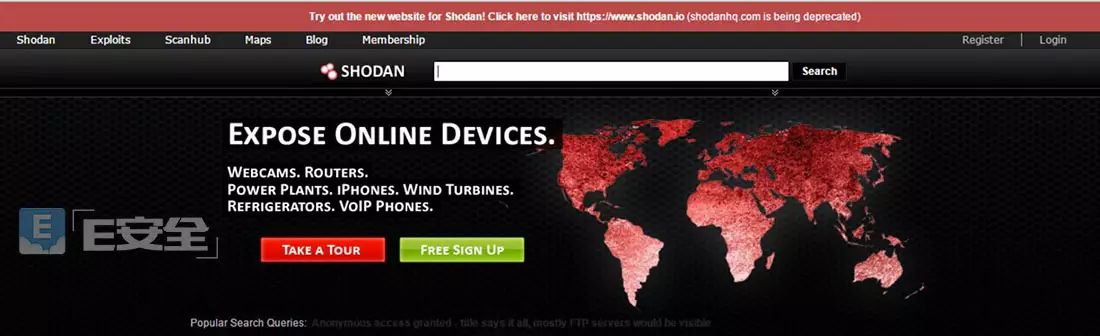 Try out the new website for Shodan! Click here to visit https://www.shodan.io (shodanhq.com is being deprecated)
Shodan Exploits Scanhub Maps Blog Membership Register Login
SHODAN Search
EXPOSE ONLINE DEVICES.
WEBCAMS. ROUTERS.
POWER PLANTS. IPHONES. WIND TURBINES.
REFRIGERATORS. VOIP PHONES.
E安全
TAKE A TOUR FREE SIGN UP
Popular Search Queries: Anonymous access granted - title says it all, mostly FTP servers would be visible